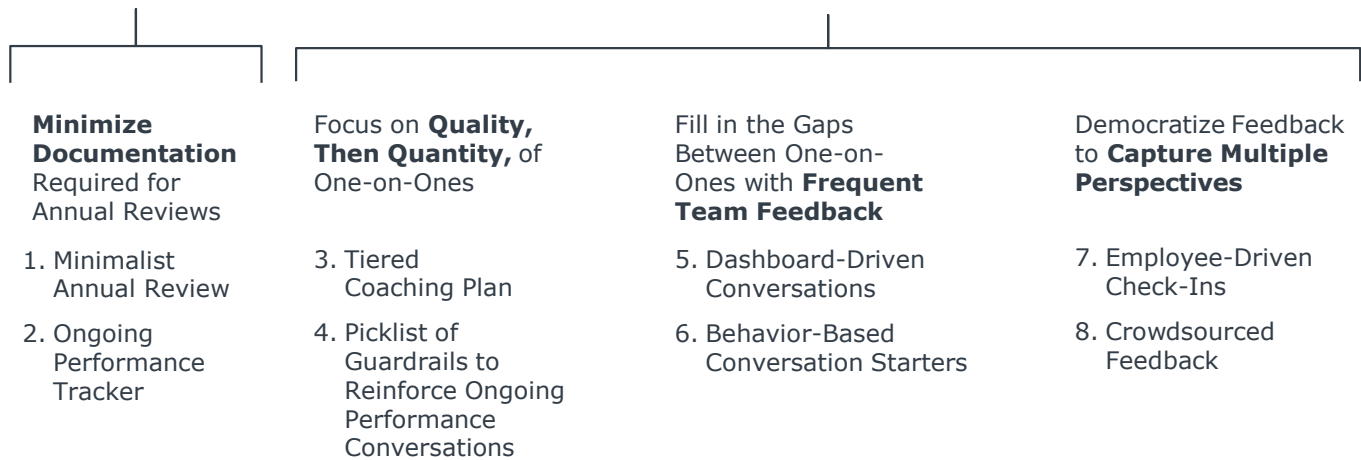 Minimize
Documentation
Required for
Annual Reviews
1. Minimalist
Annual Review
2. Ongoing
Performance
Tracker
Focus on Quality,
Then Quantity, of
One-on-Ones
3. Tiered
Coaching Plan
4. Picklist of
Guardrails to
Reinforce Ongoing
Performance
Conversations
Fill in the Gaps
Between One-on-
Ones with Frequent
Team Feedback
5. Dashboard-Driven
Conversations
6. Behavior-Based
Conversation Starters
Democratize Feedback
to Capture Multiple
Perspectives
7. Employee-Driven
Check-Ins
8. Crowdsourced
Feedback